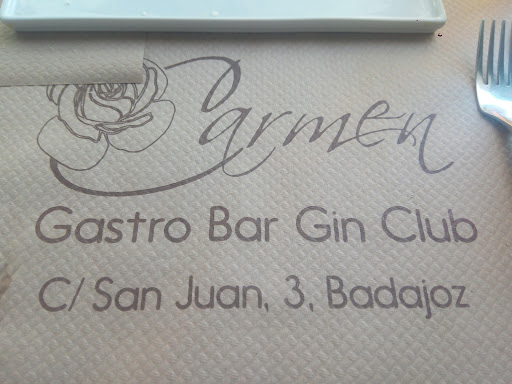 Carmen
Gastro Bar Gin Club
C/ San Juan, 3, Badajoz